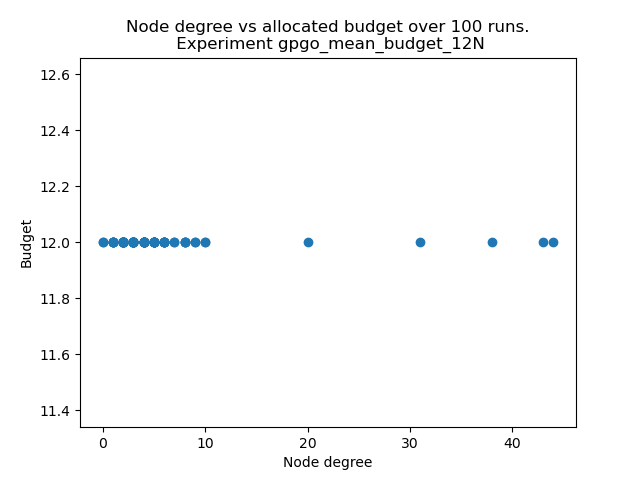 Node degree vs allocated budget over 100 runs.
Experiment gpgo_mean_budget_12N
12.6
12.4
12.2
12.0
11.8
11.6
11.4
Budget
0 10 20 30 40
Node degree